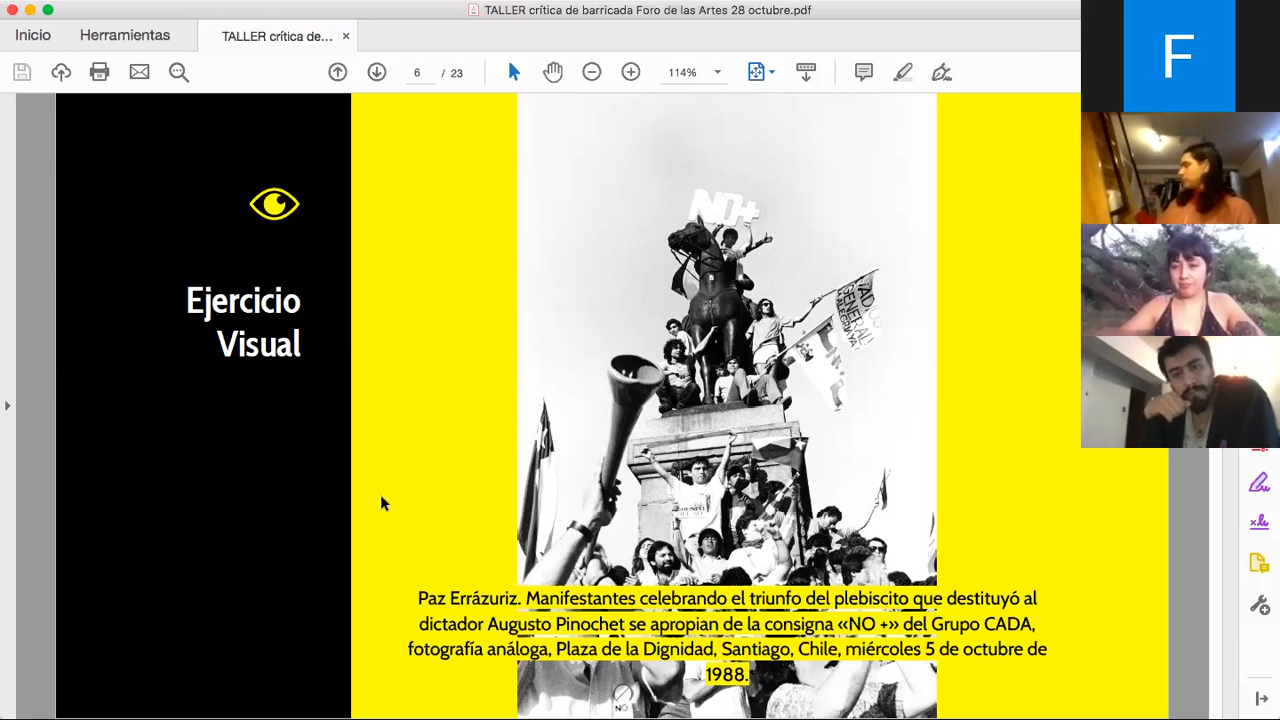 TALLER crítica de barricada Foro de las Artes 28 octubre.pdf
Inicio
Herramientas
TALLER crítica de...
6 / 23
114%
F
Ejercicio
Visual
NO+
Paz Errázuriz. Manifestantes celebrando el triunfo del plebiscito que destituyó al
dictador Augusto Pinochet se apropian de la consigna «NO +» del Grupo CADA,
fotografía análoga, Plaza de la Dignidad, Santiago, Chile, miércoles 5 de octubre de
1988.
NO